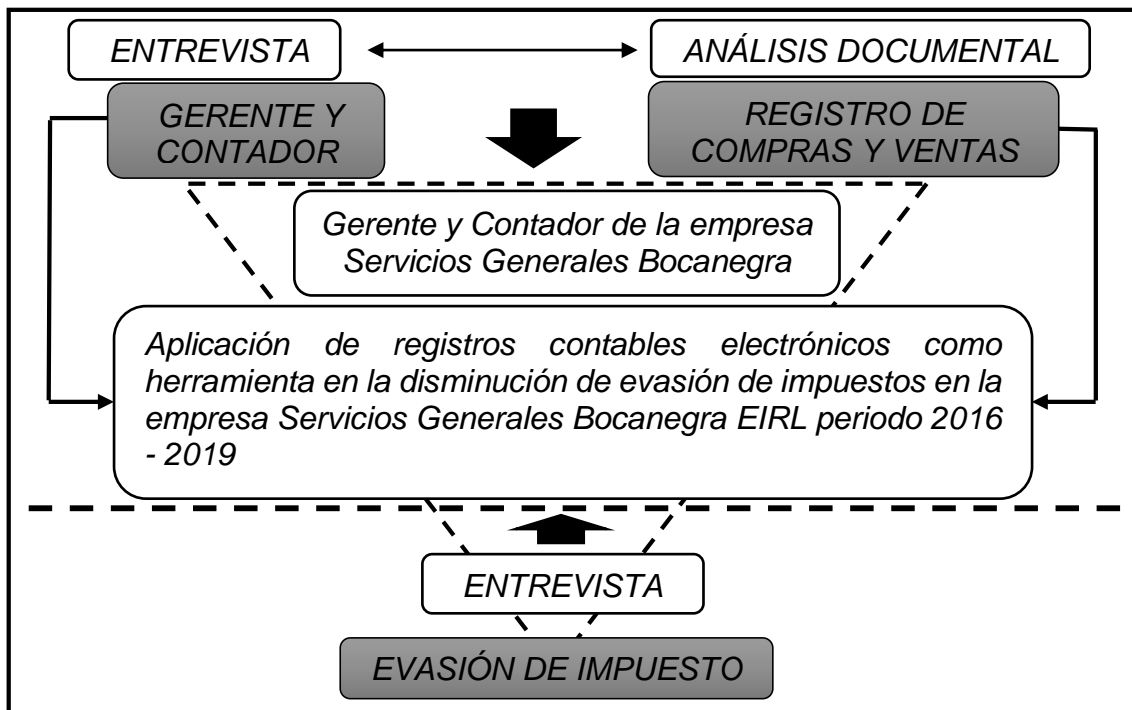 ENTREVISTA
ANÁLISIS DOCUMENTAL
GERENTE Y
CONTADOR
REGISTRO DE
COMPRAS Y VENTAS
Gerente y Contador de la empresa
Servicios Generales Bocanegra
Aplicación de registros contables electrónicos como
herramienta en la disminución de evasión de impuestos en la
empresa Servicios Generales Bocanegra EIRL periodo 2016
- 2019
ENTREVISTA
EVASIÓN DE IMPUESTO